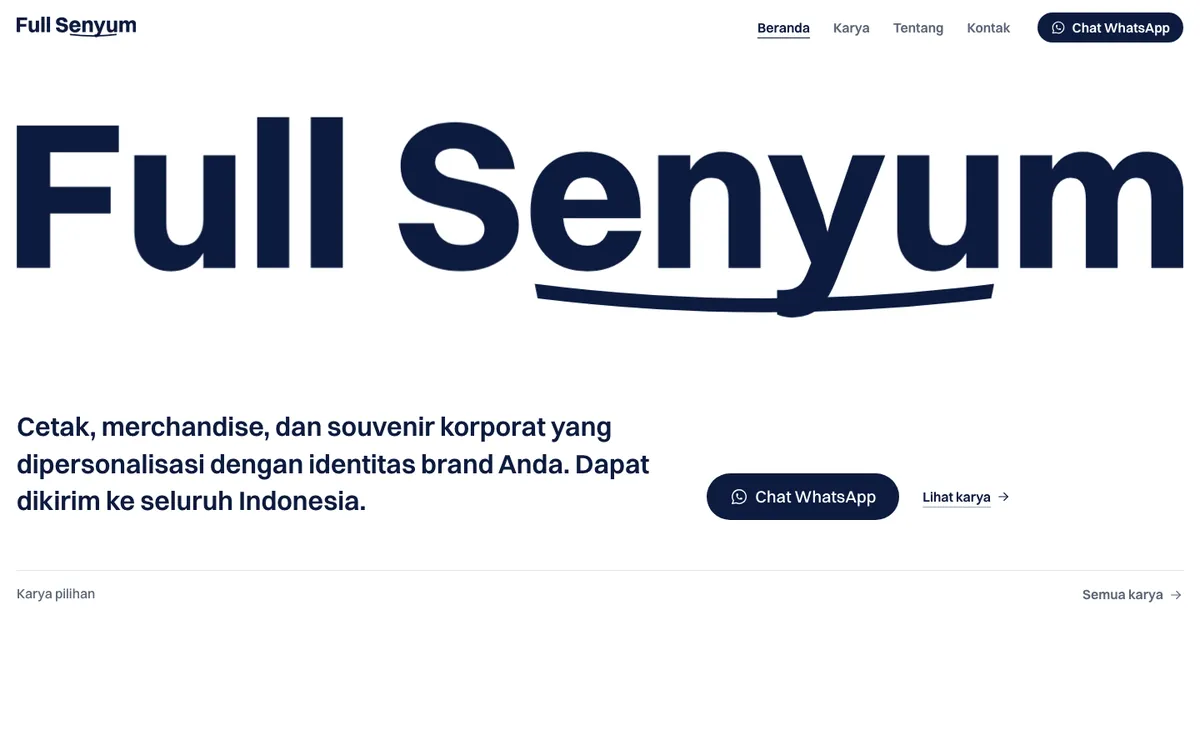 Full Senyum
Beranda
Karya
Tentang
Kontak
Chat WhatsApp
Full Senyum
Cetak, merchandise, dan souvenir korporat yang
dipersonalisasi dengan identitas brand Anda. Dapat
dikirim ke seluruh Indonesia.
Chat WhatsApp
Lihat karya →
Karya pilihan
Semua karya →